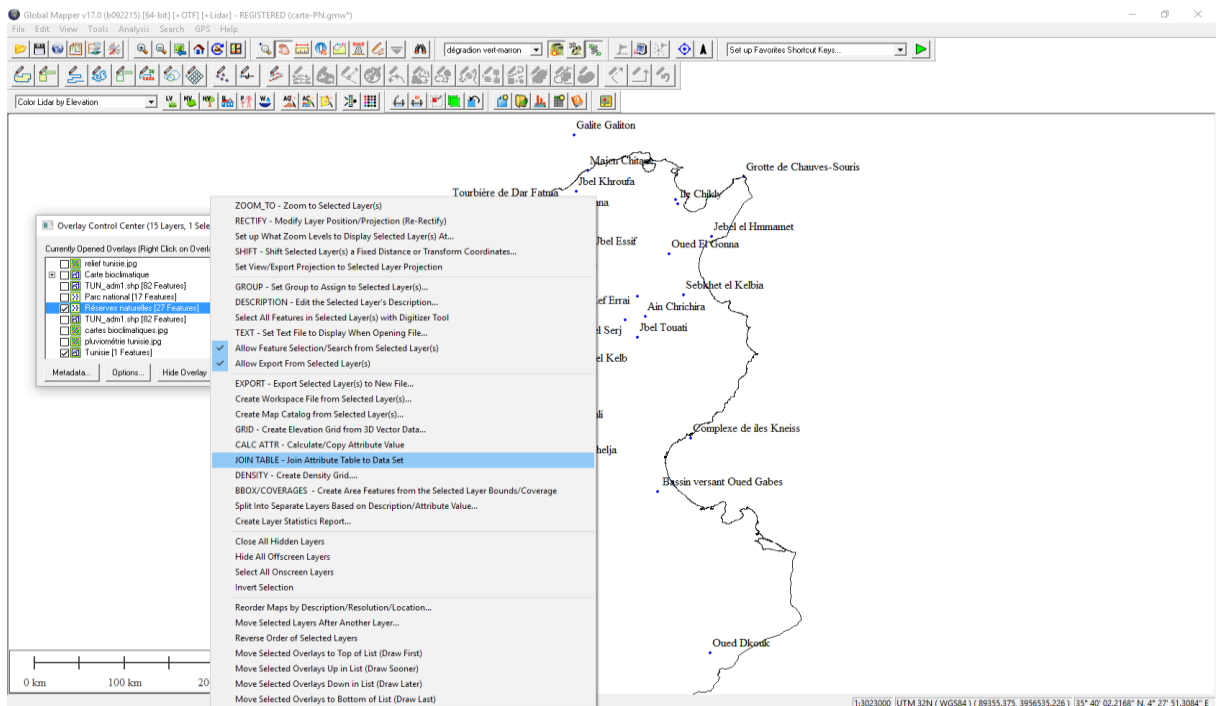 Global Mapper v17.0 (b092215) [64-bit] [+OTF] [+Lidar] - REGISTERED (carte-PN.gmw*)
File Edit View Tools Analysis Search GPS Help
dégradion vert-marron
Set up Favorites Shortcut Keys...
Color Lidar by Elevation
Galite Galiton
Majen Chitane
Grotte de Chauves-Souris
Jbel Khroufa
Tourbière de Dar Fatma
Ile Chikly
ana
Jebel el Hmmamet
Jbel Essif
Oued El Gonna
Sebkhet el Kelbia
ef Errai
Ain Chrichira
el Serj
Jbel Touati
el Kelb
li
Complexe de iles Kneiss
helja
Bassin versant Oued Gabes
Oued Dkouk
Overlay Control Center (15 Layers, 1 Sele
Currently Opened Overlays (Right Click on Overl
relief tunisie.jpg
Carte bioclimatique
TUN_adm1.shp [82 Features]
Parc national [17 Features]
Réserves naturelles [27 Features]
TUN_adm1.shp [82 Features]
cartes bioclimatiques.jpg
pluviométrie tunisie.jpg
Tunisie [1 Features]
Metadata... Options... Hide Overlay
ZOOM_TO - Zoom to Selected Layer(s)
RECTIFY - Modify Layer Position/Projection (Re-Rectify)
Set up What Zoom Levels to Display Selected Layer(s) At...
SHIFT - Shift Selected Layer(s) a Fixed Distance or Transform Coordinates...
Set View/Export Projection to Selected Layer Projection
GROUP - Set Group to Assign to Selected Layer(s)...
DESCRIPTION - Edit the Selected Layer's Description...
Select All Features in Selected Layer(s) with Digitizer Tool
TEXT - Set Text File to Display When Opening File...
Allow Feature Selection/Search from Selected Layer(s)
Allow Export From Selected Layer(s)
EXPORT - Export Selected Layer(s) to New File...
Create Workspace File from Selected Layer(s)...
Create Map Catalog from Selected Layer(s)...
GRID - Create Elevation Grid from 3D Vector Data...
CALC ATTR - Calculate/Copy Attribute Value
JOIN TABLE - Join Attribute Table to Data Set
DENSITY - Create Density Grid....
BBOX/COVERAGES - Create Area Features from the Selected Layer Bounds/Coverage
Split Into Separate Layers Based on Description/Attribute Value...
Create Layer Statistics Report...
Close All Hidden Layers
Hide All Offscreen Layers
Select All Onscreen Layers
Invert Selection
Reorder Maps by Description/Resolution/Location...
Move Selected Layers After Another Layer...
Reverse Order of Selected Layers
Move Selected Overlays to Top of List (Draw First)
Move Selected Overlays Up in List (Draw Sooner)
Move Selected Overlays Down in List (Draw Later)
Move Selected Overlays to Bottom of List (Draw Last)
0 km 100 km 20
1:3023000 UTM 32N ( WGS84 ) ( 89355.375, 3956535.226 ) 35° 40' 02.2168" N, 4° 27' 51.3084" E